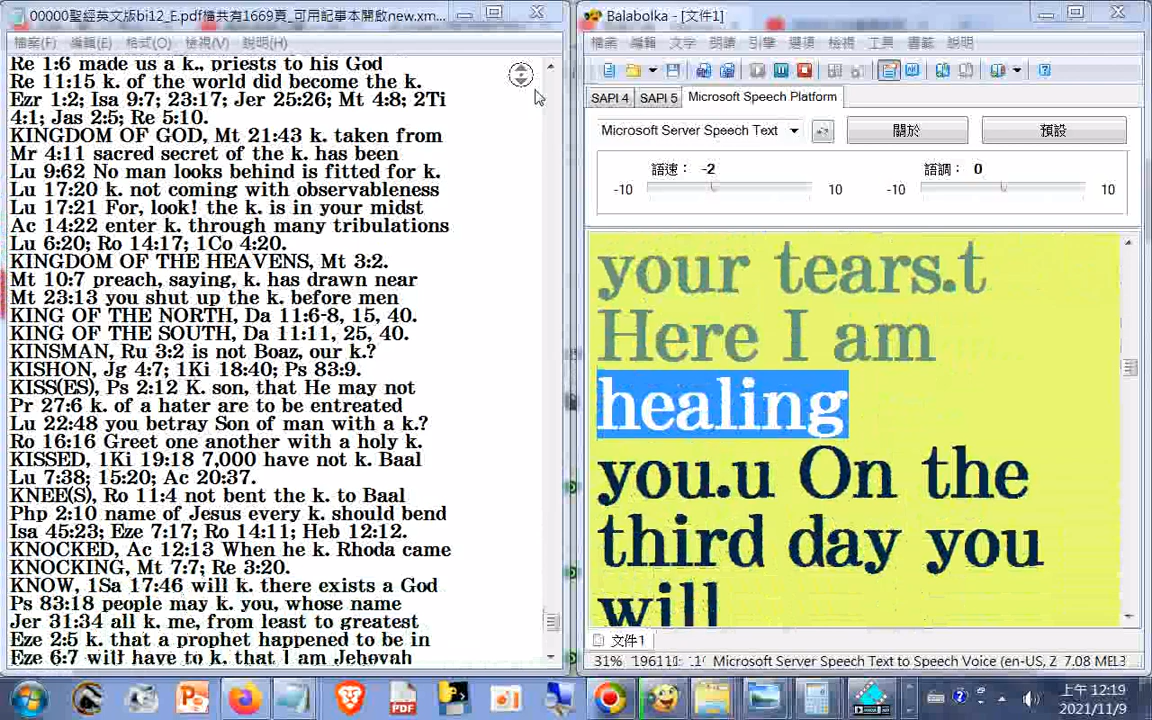 00000聖經英文版bi12_E.pdf檔共有1669頁_可用記事本開啟new.xm...
檔案(F) 編輯(E) 格式(O) 檢視(V) 說明(H)
Re 1:6 made us a k., priests to his God
Re 11:15 k. of the world did become the k.
Ezr 1:2; Isa 9:7; 23:17; Jer 25:26; Mt 4:8; 2Ti
4:1; Jas 2:5; Re 5:10.
KINGDOM OF GOD, Mt 21:43 k. taken from
Mr 4:11 sacred secret of the k. has been
Lu 9:62 No man looks behind is fitted for k.
Lu 17:20 k. not coming with observableness
Lu 17:21 For, look! the k. is in your midst
Ac 14:22 enter k. through many tribulations
Lu 6:20; Ro 14:17; 1Co 4:20.
KINGDOM OF THE HEAVENS, Mt 3:2.
Mt 10:7 preach, saying, k. has drawn near
Mt 23:13 you shut up the k. before men
KING OF THE NORTH, Da 11:6-8, 15, 40.
KING OF THE SOUTH, Da 11:11, 25, 40.
KINSMAN, Ru 3:2 is not Boaz, our k.?
KISHON, Jg 4:7; 1Ki 18:40; Ps 83:9.
KISS(ES), Ps 2:12 K. son, that He may not
Pr 27:6 k. of a hater are to be entreated
Lu 22:48 you betray Son of man with a k.?
Ro 16:16 Greet one another with a holy k.
KISSED, 1Ki 19:18 7,000 have not k. Baal
Lu 7:38; 15:20; Ac 20:37.
KNEE(S), Ro 11:4 not bent the k. to Baal
Php 2:10 name of Jesus every k. should bend
Isa 45:23; Eze 7:17; Ro 14:11; Heb 12:12.
KNOCKED, Ac 12:13 When he k. Rhoda came
KNOCKING, Mt 7:7; Re 3:20.
KNOW, 1Sa 17:46 will k. there exists a God
Ps 83:18 people may k. you, whose name
Jer 31:34 all k. me, from least to greatest
Eze 2:5 k. that a prophet happened to be in
Eze 6:7 will have to k. that I am Jehovah
Balabolka - [文件1]
檔案 編輯 文字 朗讀 引擎 選項 檢視 工具 書籤 說明
SAPI 4 SAPI 5 Microsoft Speech Platform
Microsoft Server Speech Text 關於 預設
語速： -2 語調： 0
-10 10 -10 10
your tears.t
Here I am
healing
you.u On the
third day you
will
文件1
31% Microsoft Server Speech Text to Speech Voice (en-US, Z 7.08
PDF
上午 12:19
2021/11/9